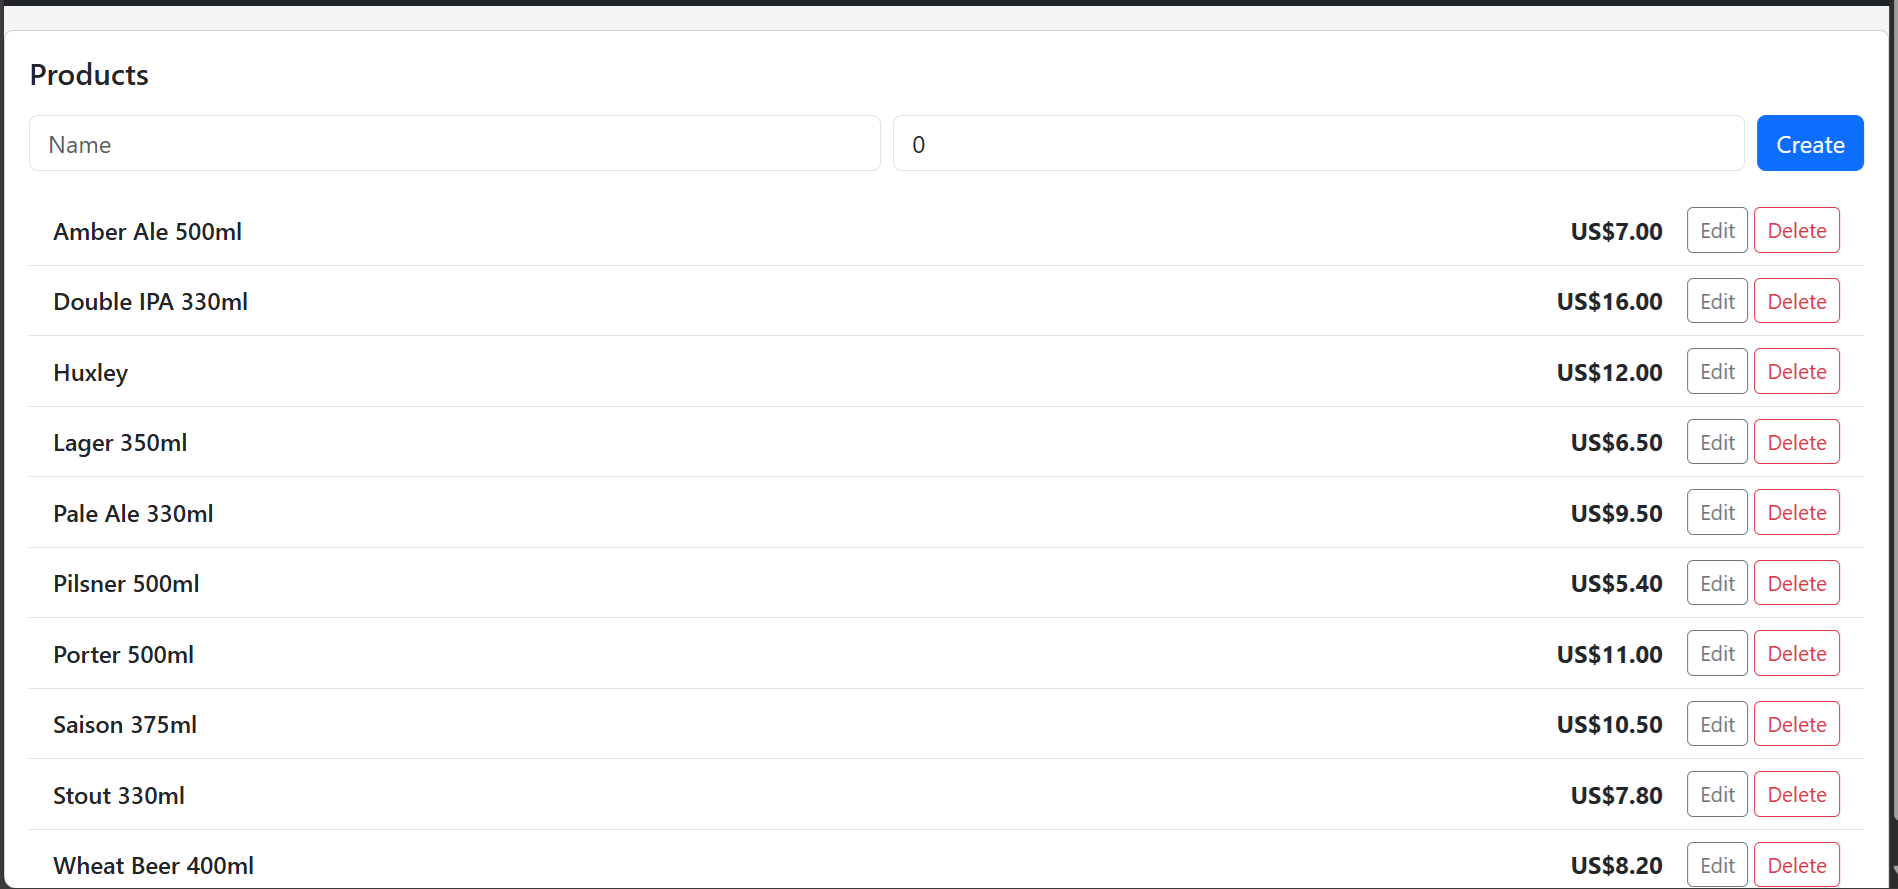 Products
Name 0 Create
Amber Ale 500ml US$7.00 Edit Delete
Double IPA 330ml US$16.00 Edit Delete
Huxley US$12.00 Edit Delete
Lager 350ml US$6.50 Edit Delete
Pale Ale 330ml US$9.50 Edit Delete
Pilsner 500ml US$5.40 Edit Delete
Porter 500ml US$11.00 Edit Delete
Saison 375ml US$10.50 Edit Delete
Stout 330ml US$7.80 Edit Delete
Wheat Beer 400ml US$8.20 Edit Delete